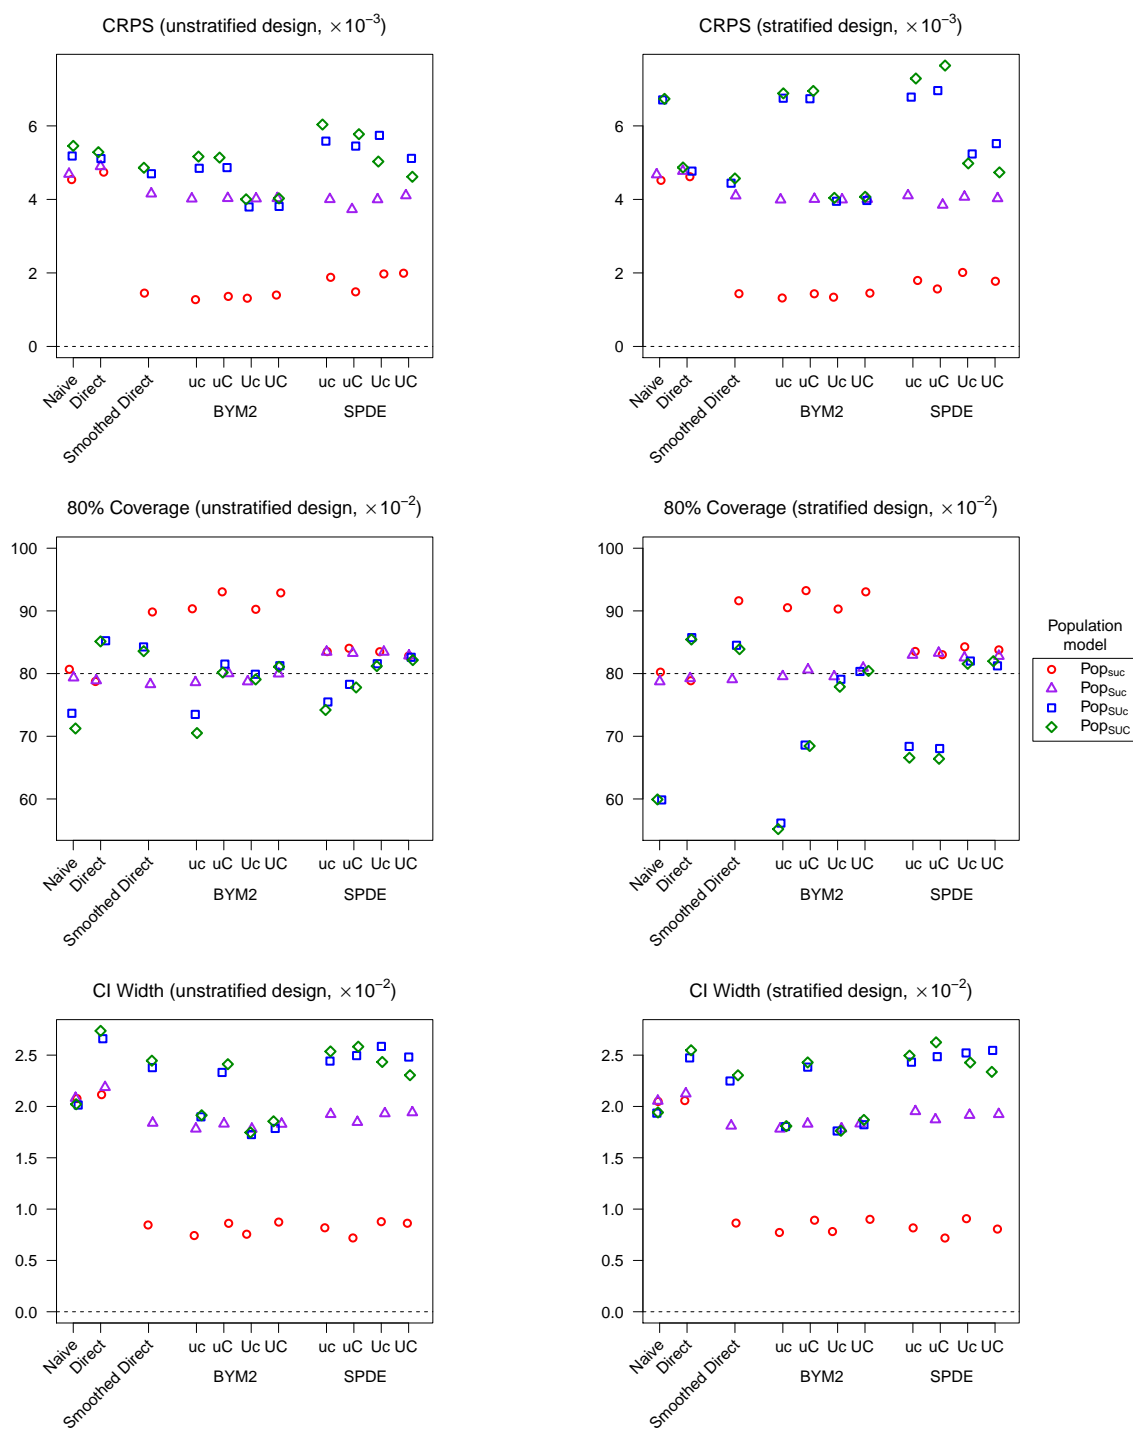 CRPS (unstratified design, ×10⁻³)
0
2
4
6
Naive
Direct
Smoothed Direct
uc uC Uc UC
BYM2
uc uC Uc UC
SPDE
CRPS (stratified design, ×10⁻³)
0
2
4
6
Naive
Direct
Smoothed Direct
uc uC Uc UC
BYM2
uc uC Uc UC
SPDE
80% Coverage (unstratified design, ×10⁻²)
60
70
80
90
100
Naive
Direct
Smoothed Direct
uc uC Uc UC
BYM2
uc uC Uc UC
SPDE
80% Coverage (stratified design, ×10⁻²)
60
70
80
90
100
Naive
Direct
Smoothed Direct
uc uC Uc UC
BYM2
uc uC Uc UC
SPDE
Population
model
Pop_suc
Pop_Suc
Pop_SUc
Pop_SUC
CI Width (unstratified design, ×10⁻²)
0.0
0.5
1.0
1.5
2.0
2.5
Naive
Direct
Smoothed Direct
uc uC Uc UC
BYM2
uc uC Uc UC
SPDE
CI Width (stratified design, ×10⁻²)
0.0
0.5
1.0
1.5
2.0
2.5
Naive
Direct
Smoothed Direct
uc uC Uc UC
BYM2
uc uC Uc UC
SPDE